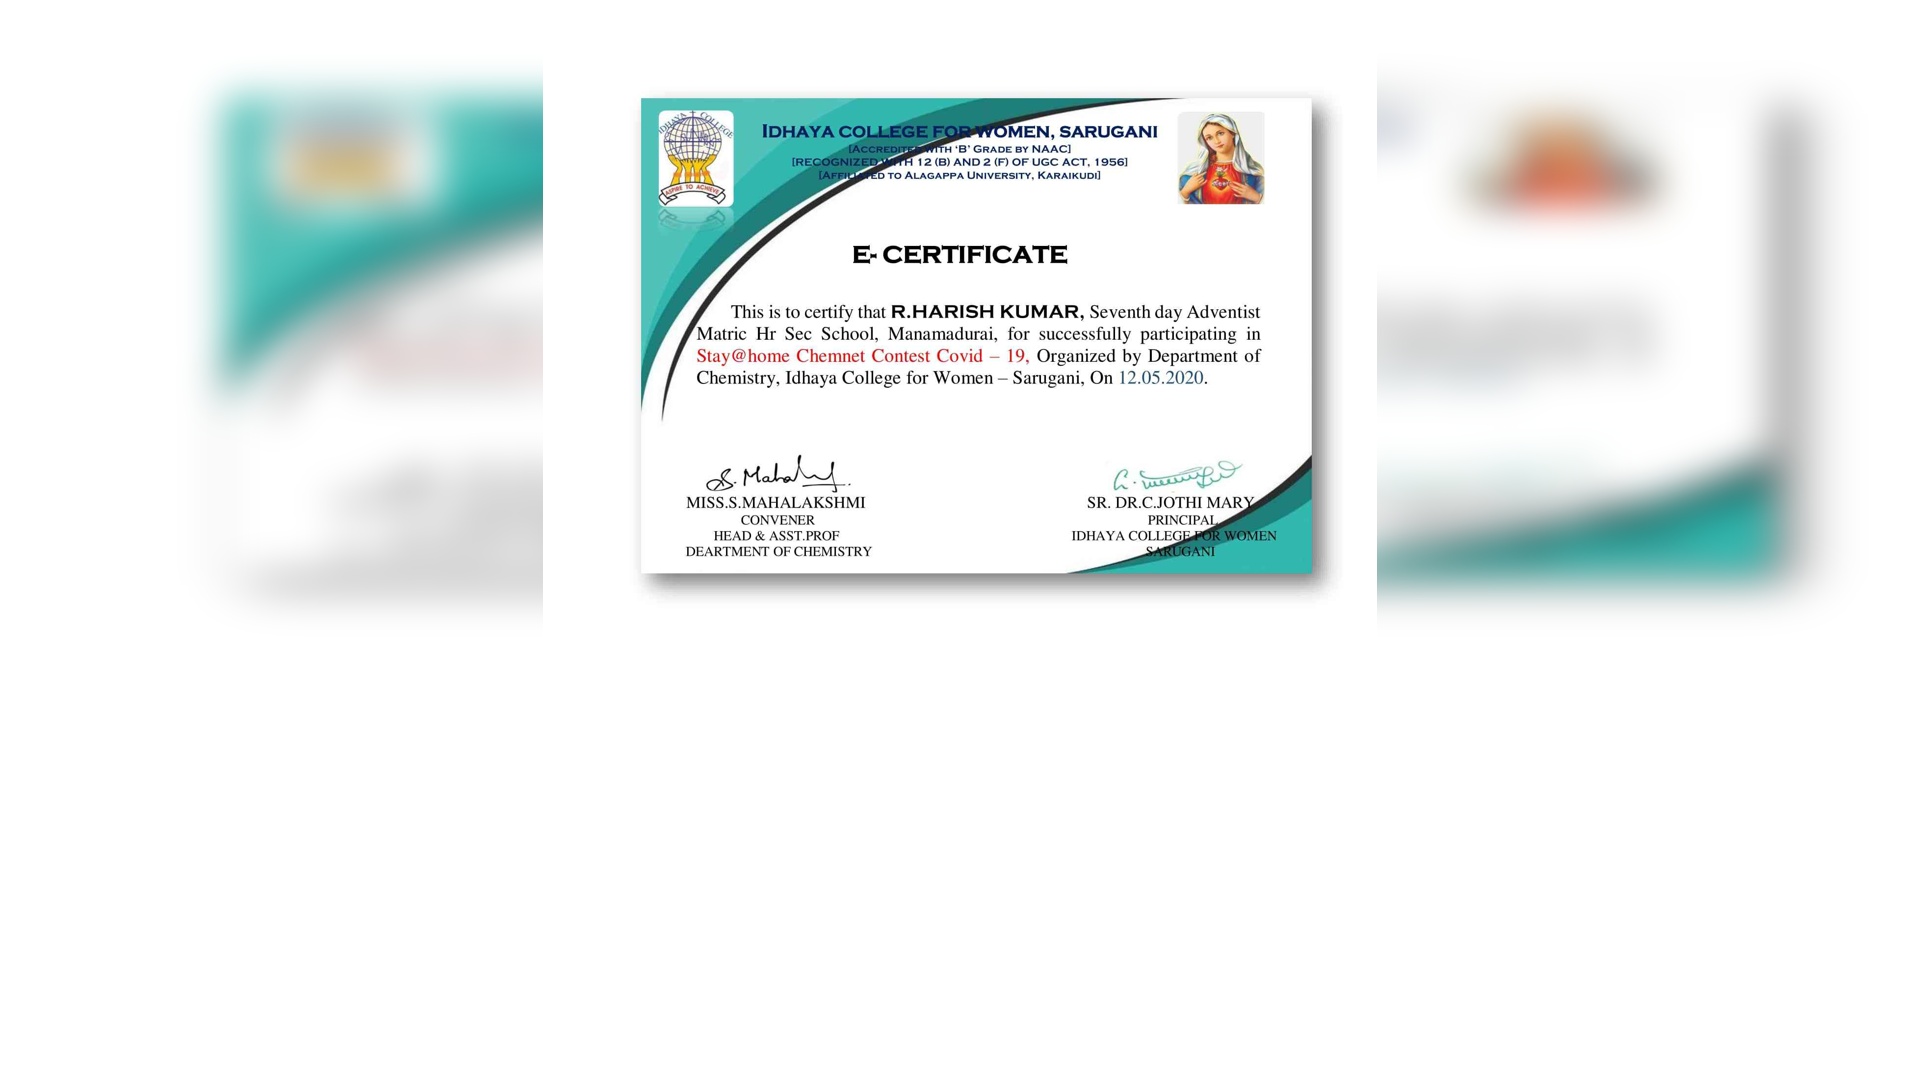 IDHAYA COLLEGE
ASPIRE TO ACHIEVE
IDHAYA COLLEGE FOR WOMEN, SARUGANI
[ACCREDITED WITH ‘B’ GRADE BY NAAC]
[RECOGNIZED WITH 12 (B) AND 2 (F) OF UGC ACT, 1956]
[AFFILIATED TO ALAGAPPA UNIVERSITY, KARAIKUDI]
E- CERTIFICATE
This is to certify that R.HARISH KUMAR, Seventh day Adventist
Matric Hr Sec School, Manamadurai, for successfully participating in
Stay@home Chemnet Contest Covid – 19, Organized by Department of
Chemistry, Idhaya College for Women – Sarugani, On 12.05.2020.
MISS.S.MAHALAKSHMI
CONVENER
HEAD & ASST.PROF
DEARTMENT OF CHEMISTRY
SR. DR.C.JOTHI MARY
PRINCIPAL
IDHAYA COLLEGE FOR WOMEN
SARUGANI